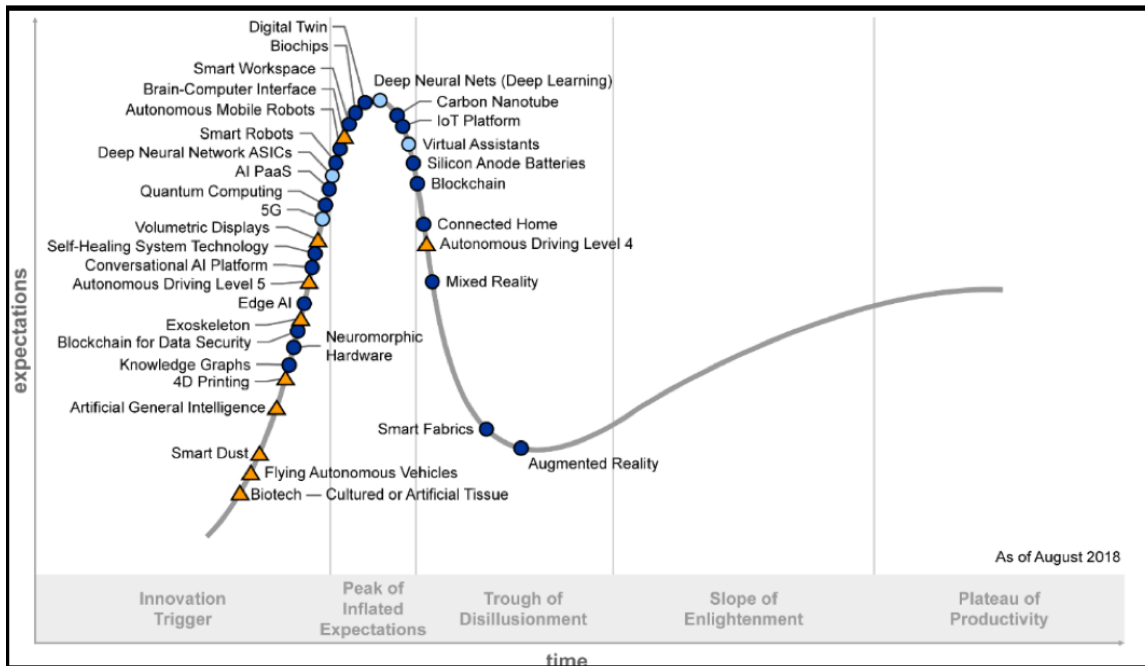 Digital Twin
Biochips
Smart Workspace
Brain-Computer Interface
Autonomous Mobile Robots
Smart Robots
Deep Neural Network ASICs
AI PaaS
Quantum Computing
5G
Volumetric Displays
Self-Healing System Technology
Conversational AI Platform
Autonomous Driving Level 5
Edge AI
Exoskeleton
Blockchain for Data Security
Neuromorphic
Hardware
Knowledge Graphs
4D Printing
Artificial General Intelligence
Smart Dust
Flying Autonomous Vehicles
Biotech — Cultured or Artificial Tissue
Deep Neural Nets (Deep Learning)
Carbon Nanotube
IoT Platform
Virtual Assistants
Silicon Anode Batteries
Blockchain
Connected Home
Autonomous Driving Level 4
Mixed Reality
Smart Fabrics
Augmented Reality
expectations
As of August 2018
Innovation
Trigger
Peak of
Inflated
Expectations
Trough of
Disillusionment
Slope of
Enlightenment
Plateau of
Productivity
time